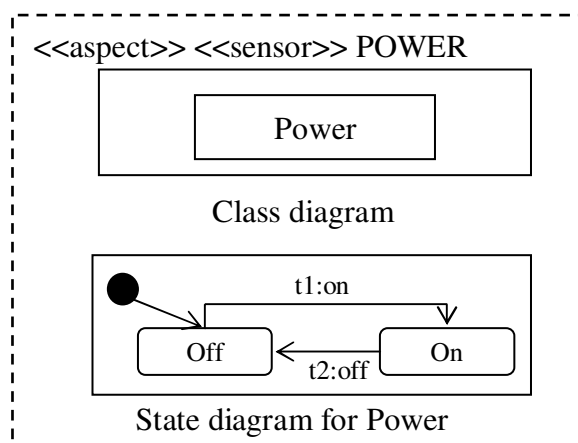 <<aspect>> <<sensor>> POWER
Power
Class diagram
t1:on
Off
On
t2:off
State diagram for Power